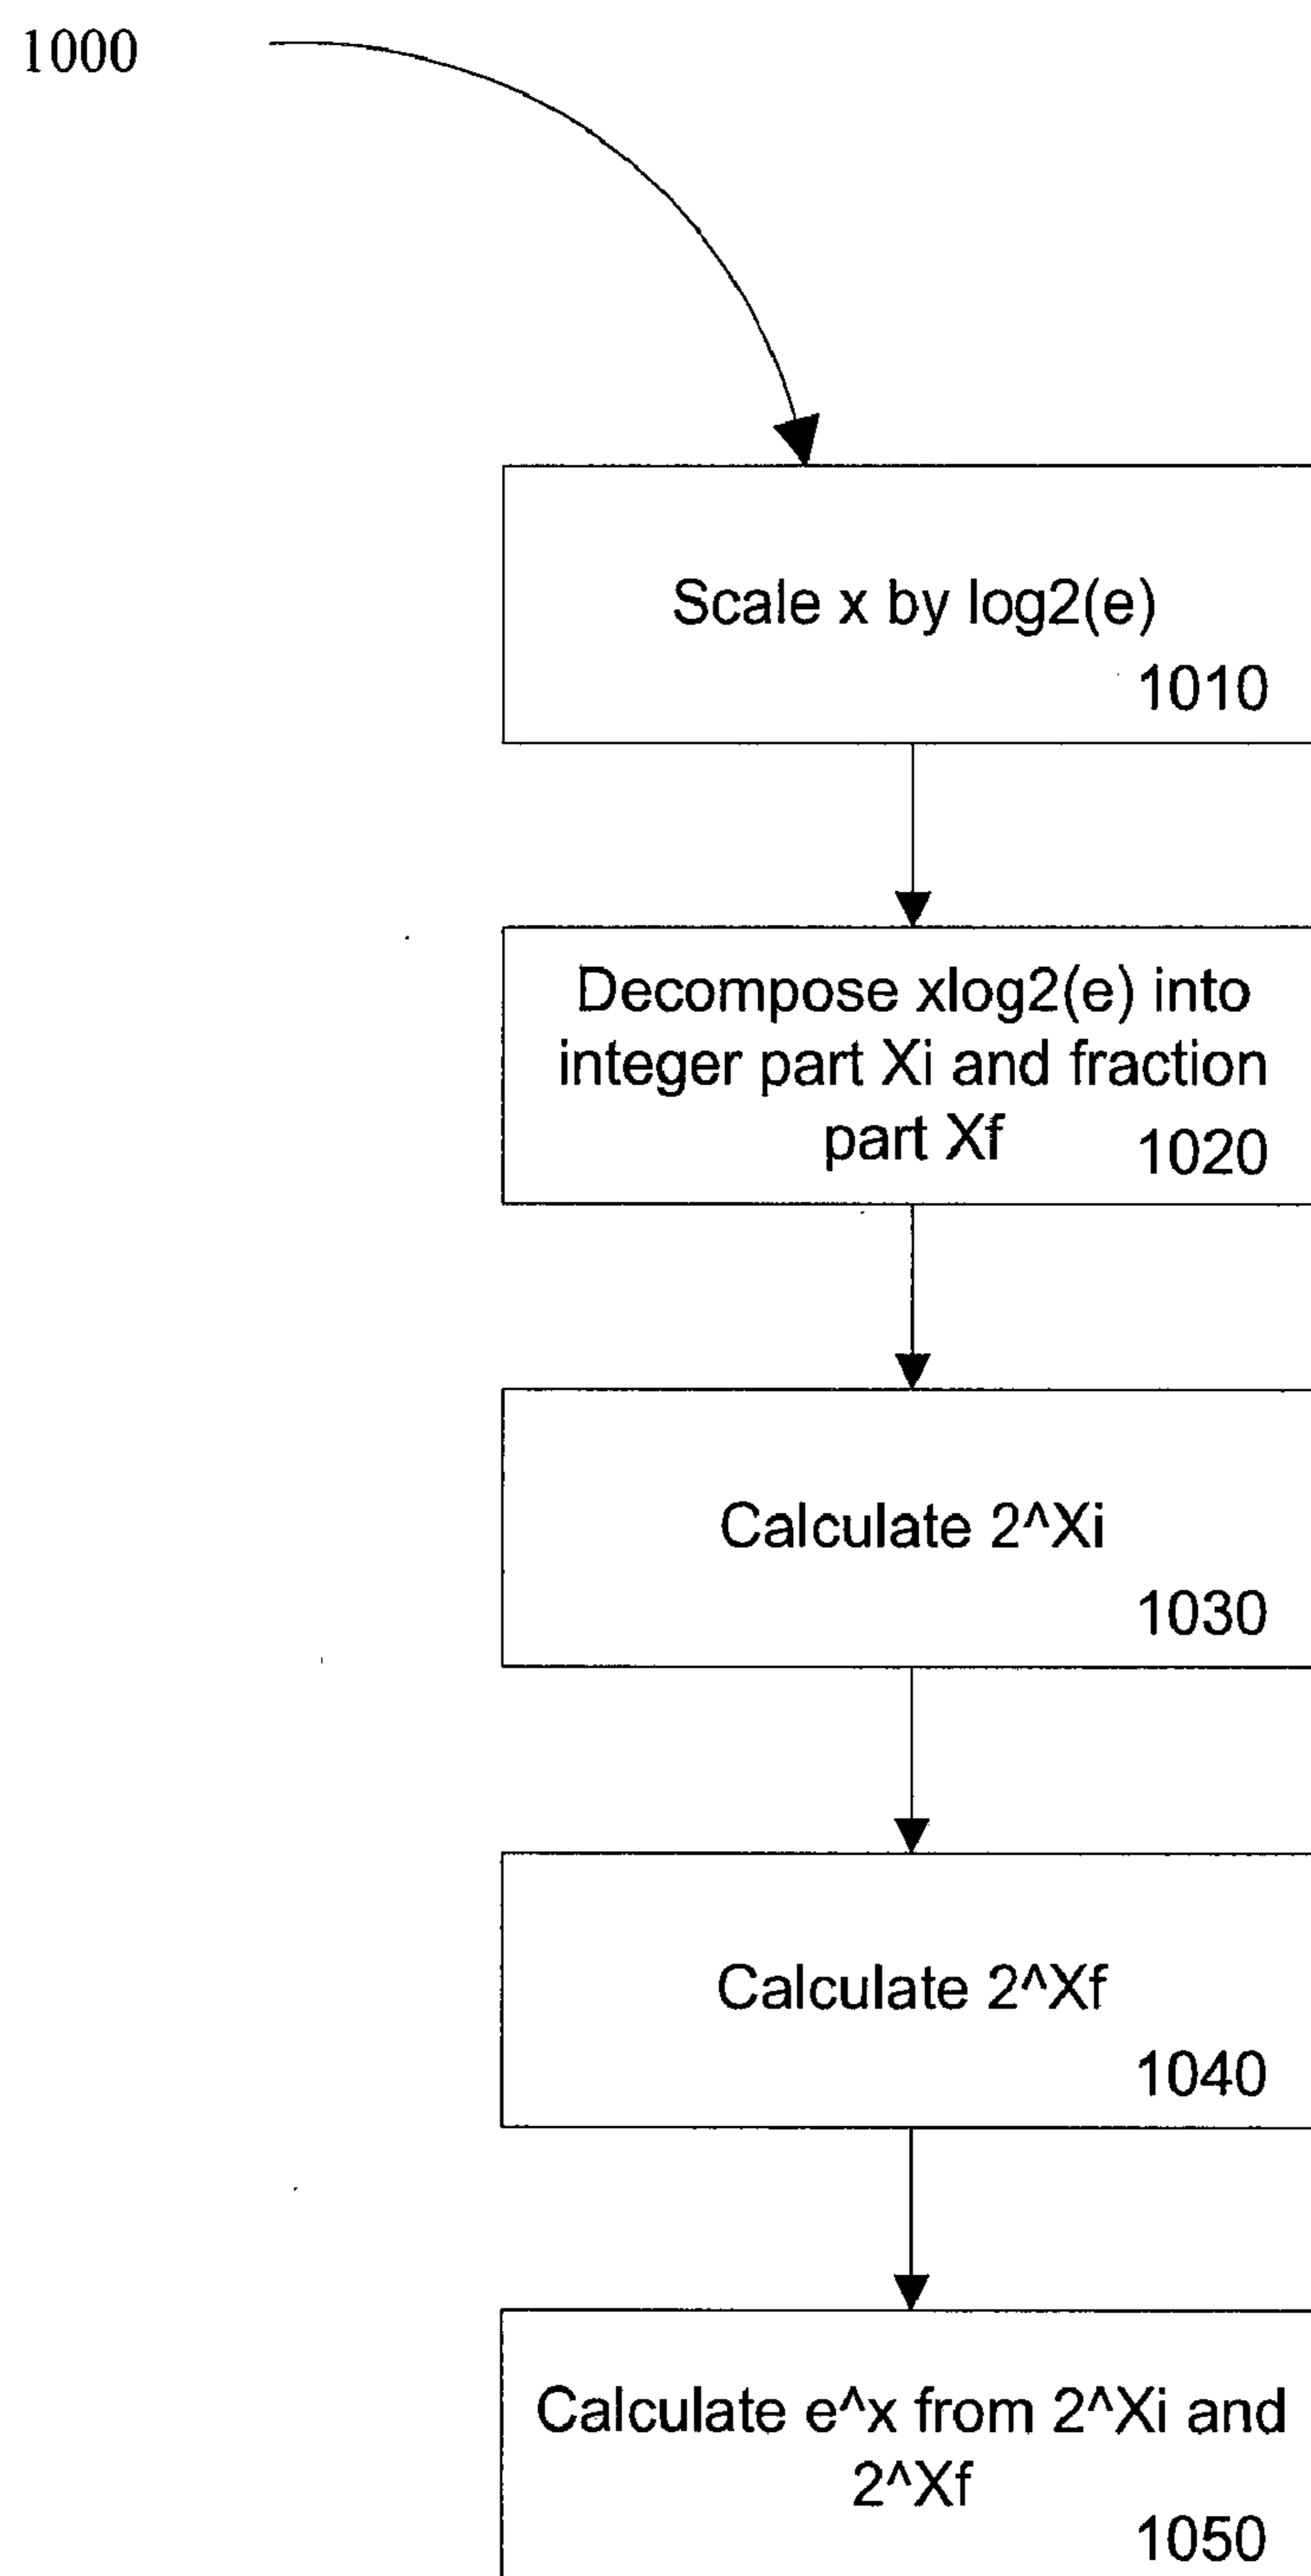 1000
Scale x by log2(e)
1010
Decompose xlog2(e) into
integer part Xi and fraction
part Xf 1020
Calculate 2^Xi
1030
Calculate 2^Xf
1040
Calculate e^x from 2^Xi and
2^Xf
1050